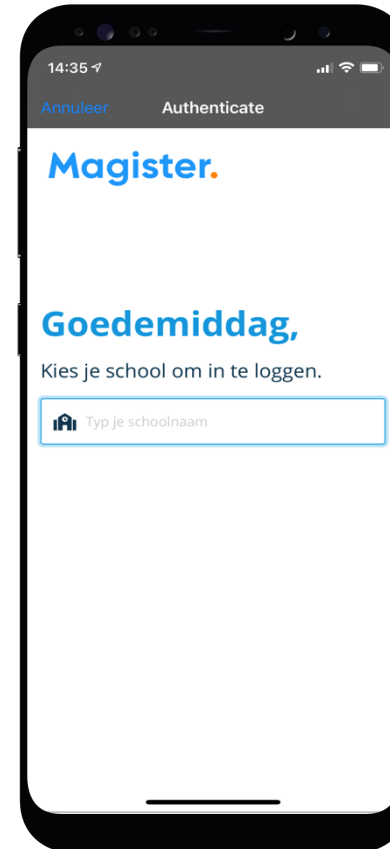 14:35
Annuleer Authenticate
Magister.
Goedemiddag,
Kies je school om in te loggen.
Typ je schoolnaam